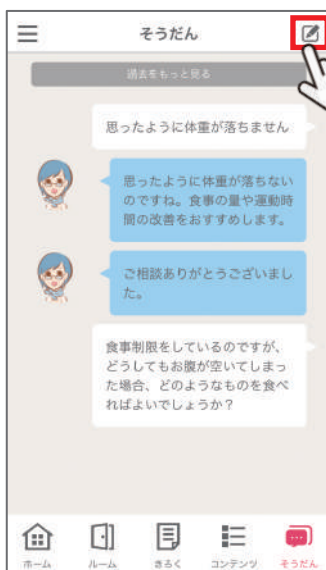 そうだん
過去をもっと見る
思ったように体重が落ちません
思ったように体重が落ちない
のですね。食事の量や運動時
間の改善をおすすめします。
ご相談ありがとうございまし
た。
食事制限をしているのですが、
どうしてもお腹が空いてしまっ
た場合、どのようなものを食べ
ればよいでしょうか？
ホーム
ルーム
きろく
コンテンツ
そうだん